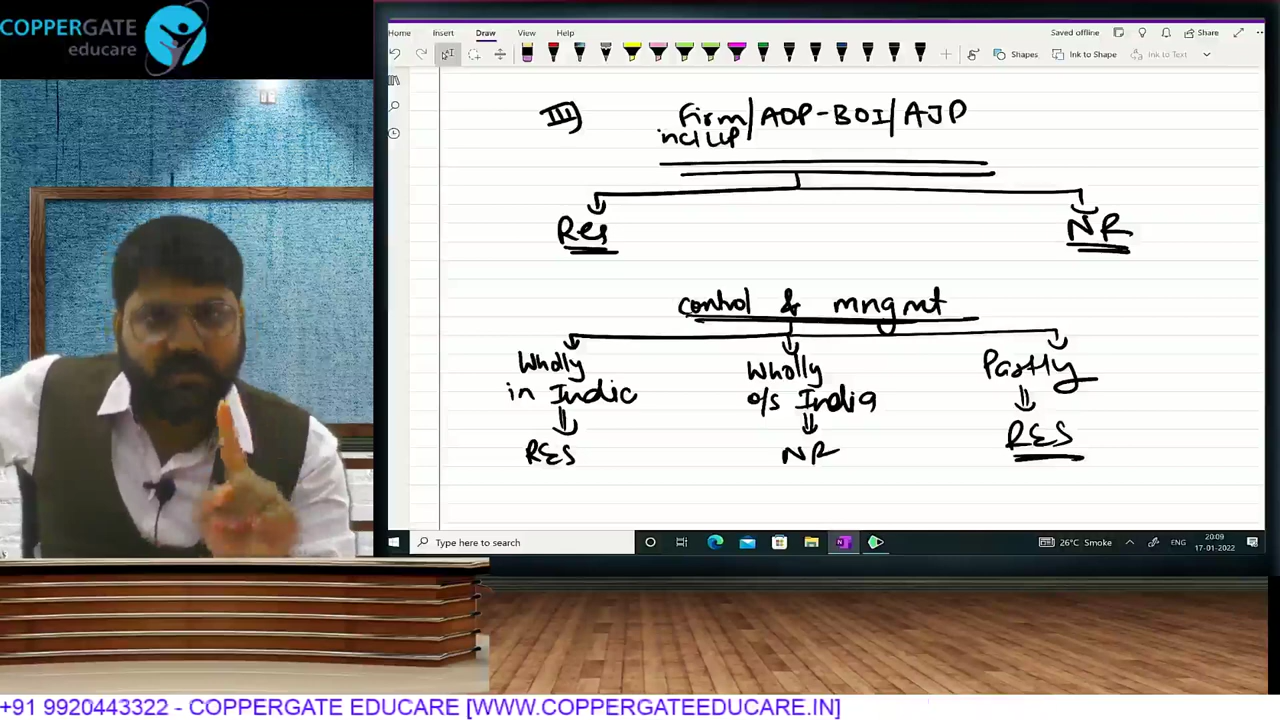 COPPERGATE
educare
Home Insert Draw View Help
Saved offline
Share
Shapes
Ink to Shape
Ink to Text
III) Firm/AOP-BOI/AJP
incl LLP
Res NR
control & mngmt
Wholly in India
Wholly o/s India
Partly
RES NR RES
Type here to search
26°C Smoke
ENG
20:09
17-01-2022
+91 9920443322 - COPPERGATE EDUCARE [WWW.COPPERGATEEDUCARE.IN]